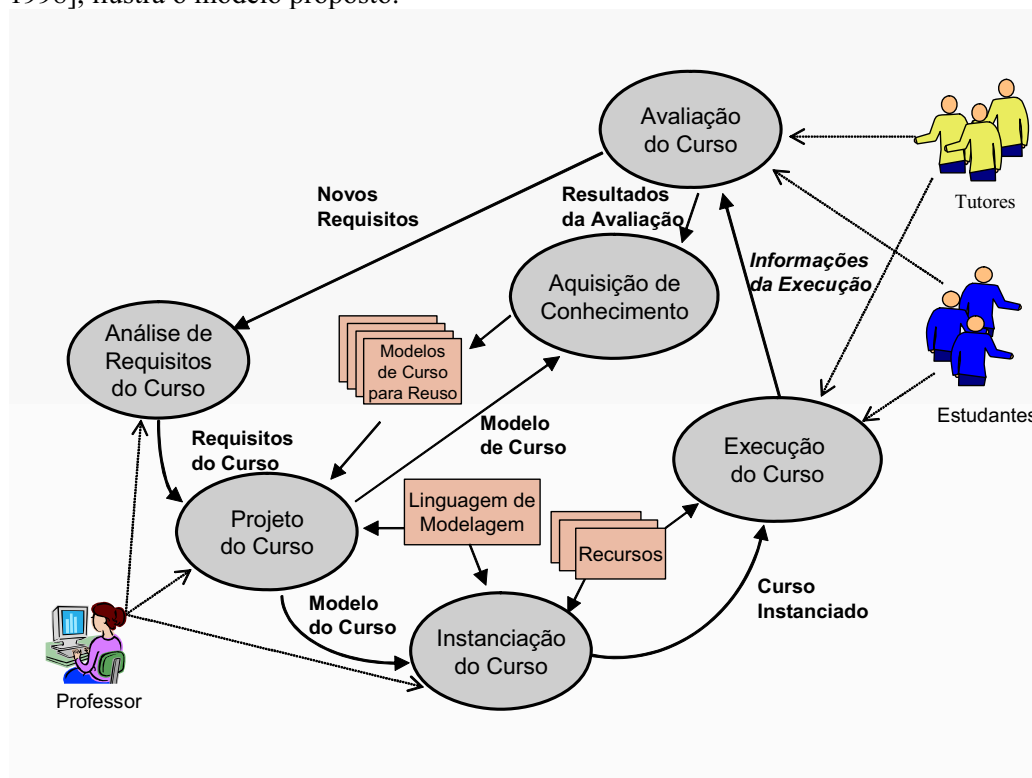 1998], ilustra o modelo proposto.
Avaliação
do Curso
Tutores
Novos
Requisitos
Resultados
da Avaliação
Informações
da Execução
Aquisição de
Conhecimento
Análise de
Requisitos
do Curso
Modelos
de Curso
para Reuso
Estudantes
Modelo
de Curso
Requisitos
do Curso
Execução
do Curso
Linguagem de
Modelagem
Projeto
do Curso
Recursos
Curso
Instanciado
Modelo
do Curso
Instanciação
do Curso
Professor